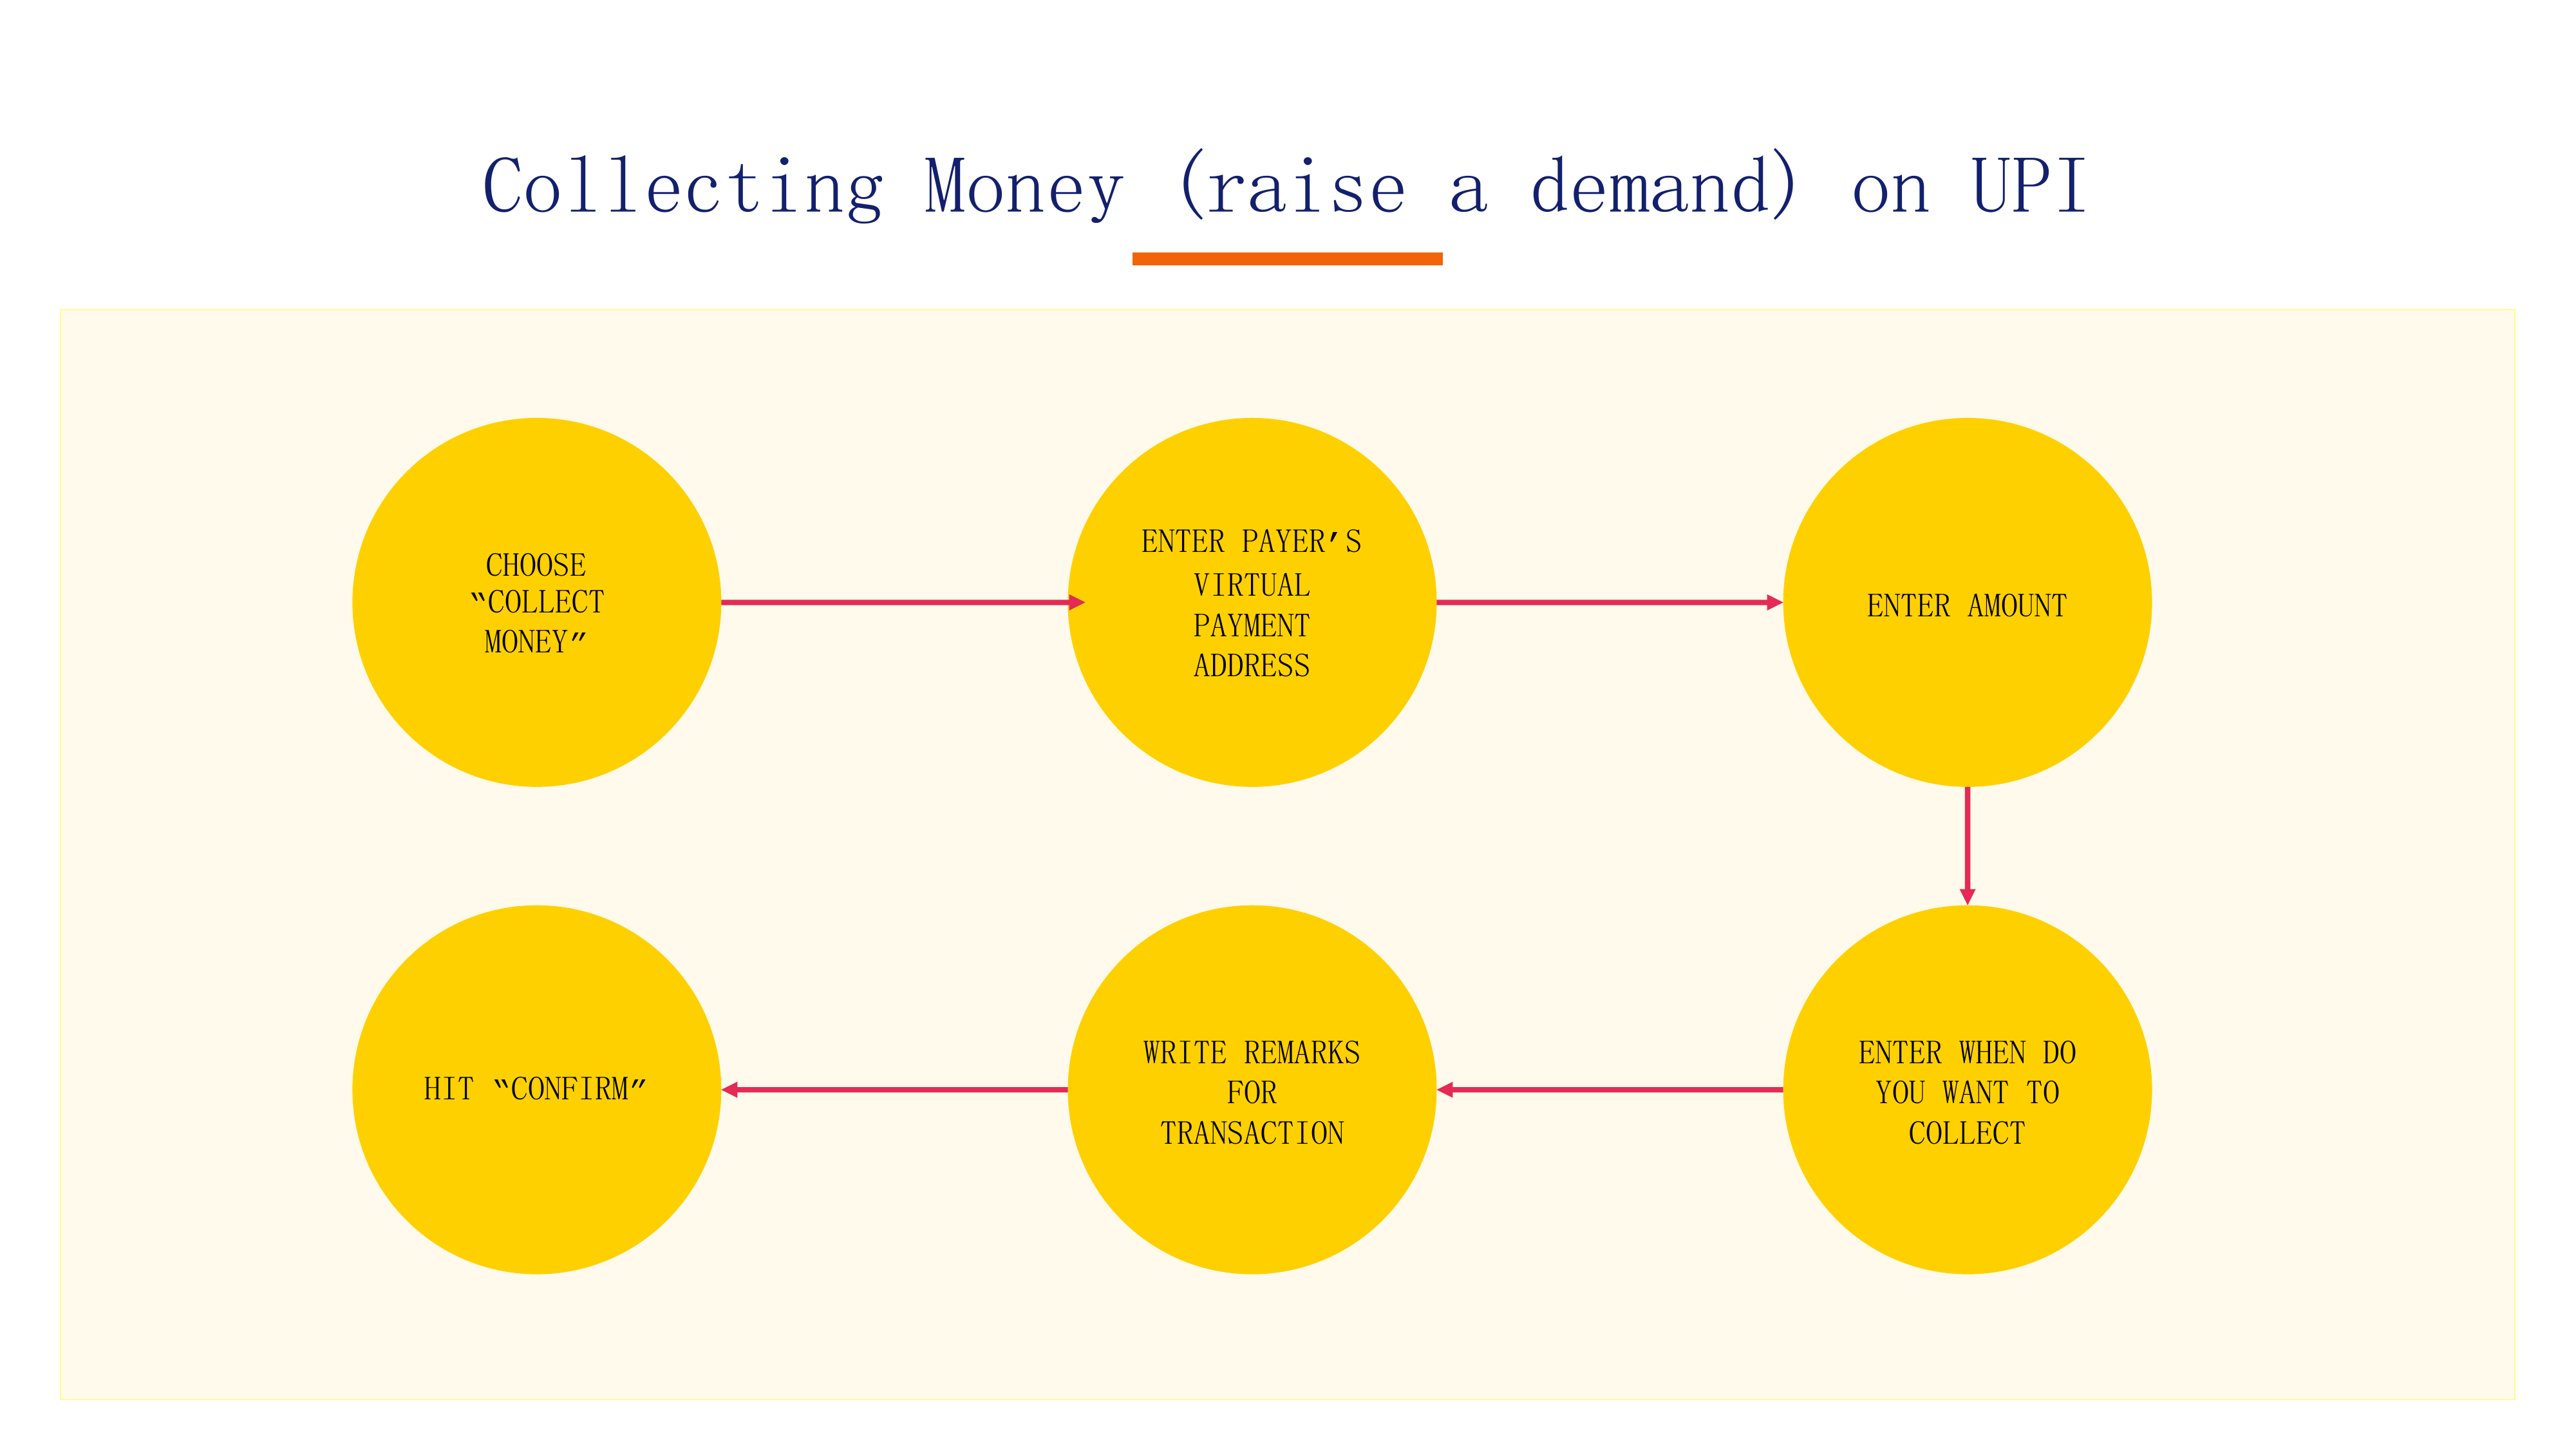 Collecting Money (raise a demand) on UPI
CHOOSE
“COLLECT
MONEY”
ENTER PAYER’S
VIRTUAL
PAYMENT
ADDRESS
ENTER AMOUNT
ENTER WHEN DO
YOU WANT TO
COLLECT
WRITE REMARKS
FOR
TRANSACTION
HIT “CONFIRM”